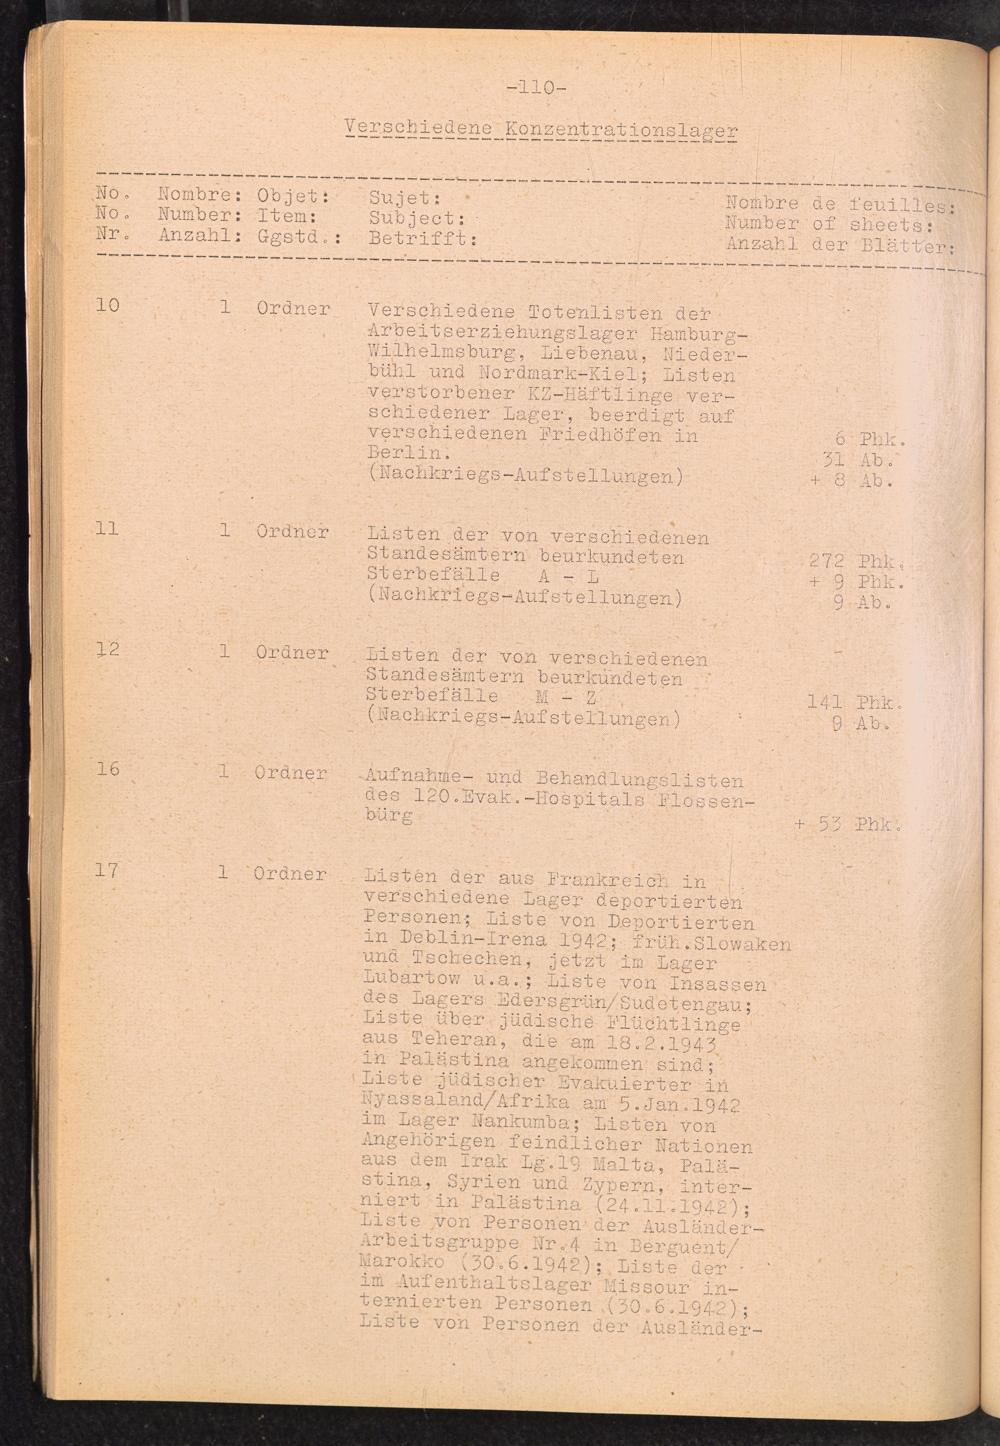 -110-
Verschiedene Konzentrationslager
No. Nombre: Objet: Sujet: Nombre de feuilles:
No. Number: Item: Subject: Number of sheets:
Nr. Anzahl: Ggstd.: Betrifft: Anzahl der Blätter:
10 1 Ordner Verschiedene Totenlisten der
Arbeitserziehungslager Hamburg-
Wilhelmsburg, Liebenau, Nieder-
bühl und Nordmark-Kiel; Listen
verstorbener KZ-Häftlinge ver-
schiedener Lager, beerdigt auf
verschiedenen Friedhöfen in 6 Phk.
Berlin. 31 Ab.
(Nachkriegs-Aufstellungen) + 8 Ab.
11 1 Ordner Listen der von verschiedenen
Standesämtern beurkundeten 272 Phk.
Sterbefälle A - L + 9 Phk.
(Nachkriegs-Aufstellungen) 9 Ab.
12 1 Ordner Listen der von verschiedenen
Standesämtern beurkundeten
Sterbefälle M - Z 141 Phk.
(Nachkriegs-Aufstellungen) 9 Ab.
16 1 Ordner Aufnahme- und Behandlungslisten
des 120.Evak.-Hospitals Flossen-
bürg + 53 Phk.
17 1 Ordner Listen der aus Frankreich in
verschiedene Lager deportierten
Personen; Liste von Deportierten
in Deblin-Irena 1942; früh.Slowaken
und Tschechen, jetzt im Lager
Lubartow u.a.; Liste von Insassen
des Lagers Edersgrün/Sudetengau;
Liste über jüdische Flüchtlinge
aus Teheran, die am 18.2.1943
in Palästina angekommen sind;
Liste jüdischer Evakuierter in
Nyassaland/Afrika am 5.Jan.1942
im Lager Nankumba; Listen von
Angehörigen feindlicher Nationen
aus dem Irak Lg.19 Malta, Palä-
stina, Syrien und Zypern, inter-
niert in Palästina (24.11.1942);
Liste von Personen der Ausländer-
Arbeitsgruppe Nr.4 in Berguent/
Marokko (30.6.1942); Liste der
im Aufenthaltslager Missour in-
ternierten Personen (30.6.1942);
Liste von Personen der Ausländer-